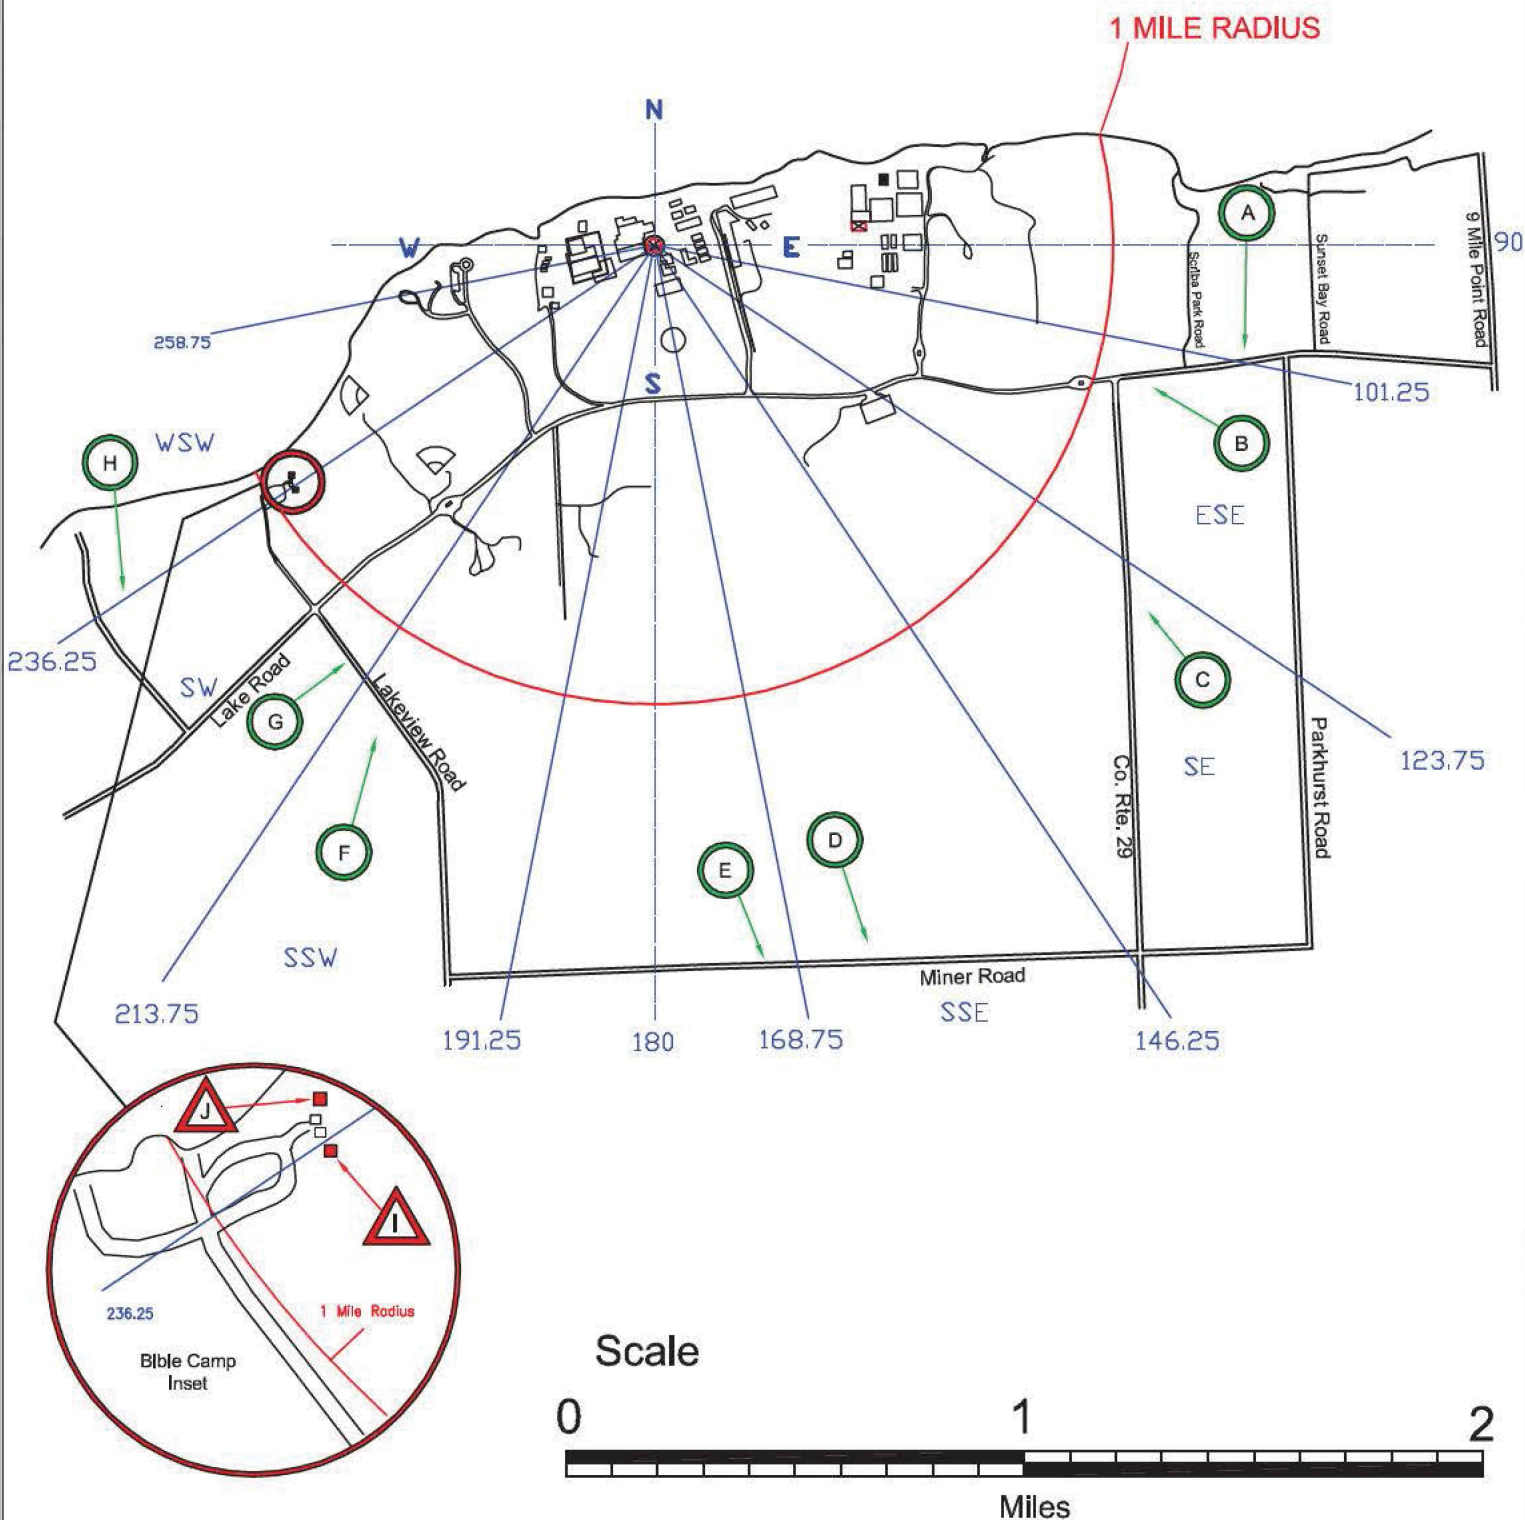 1 MILE RADIUS
N
A
W
E
90
9 Mile Point Road
Sunset Bay Road
Scriba Park Road
258.75
S
101.25
H
WSW
B
ESE
236.25
SW
Lake Road
G
Lakeview Road
C
SE
Parkhurst Road
123.75
Co. Rte. 29
F
E
D
SSW
Miner Road
SSE
213.75
191.25
180
168.75
146.25
J
I
236.25
1 Mile Radius
Bible Camp
Inset
Scale
0
1
2
Miles